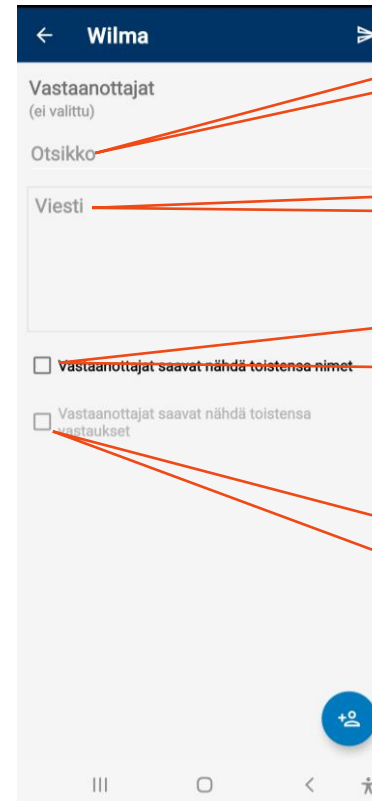 Wilma
Vastaanottajat
(ei valittu)
Otsikko
Viesti
Vastaanottajat saavat nähdä toistensa nimet
Vastaanottajat saavat nähdä toistensa
vastaukset